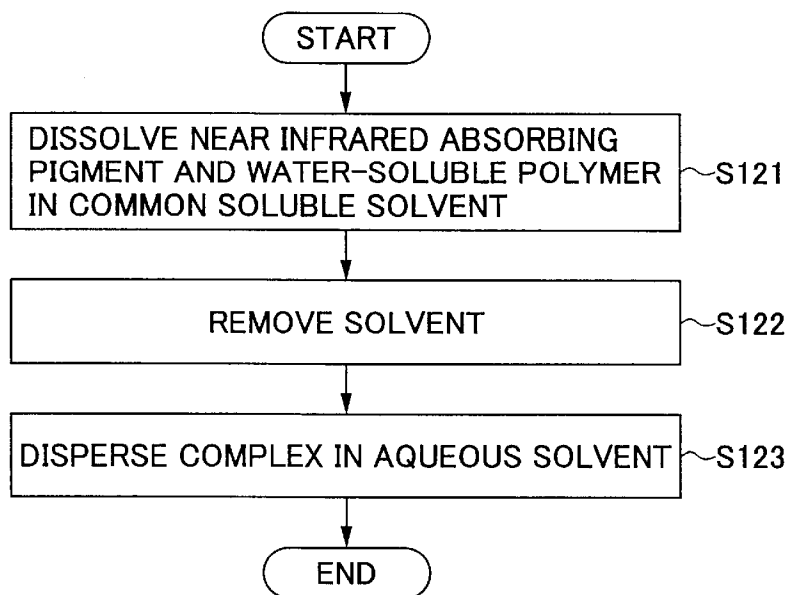 START
DISSOLVE NEAR INFRARED ABSORBING
PIGMENT AND WATER-SOLUBLE POLYMER
IN COMMON SOLUBLE SOLVENT
S121
REMOVE SOLVENT
S122
DISPERSE COMPLEX IN AQUEOUS SOLVENT
S123
END